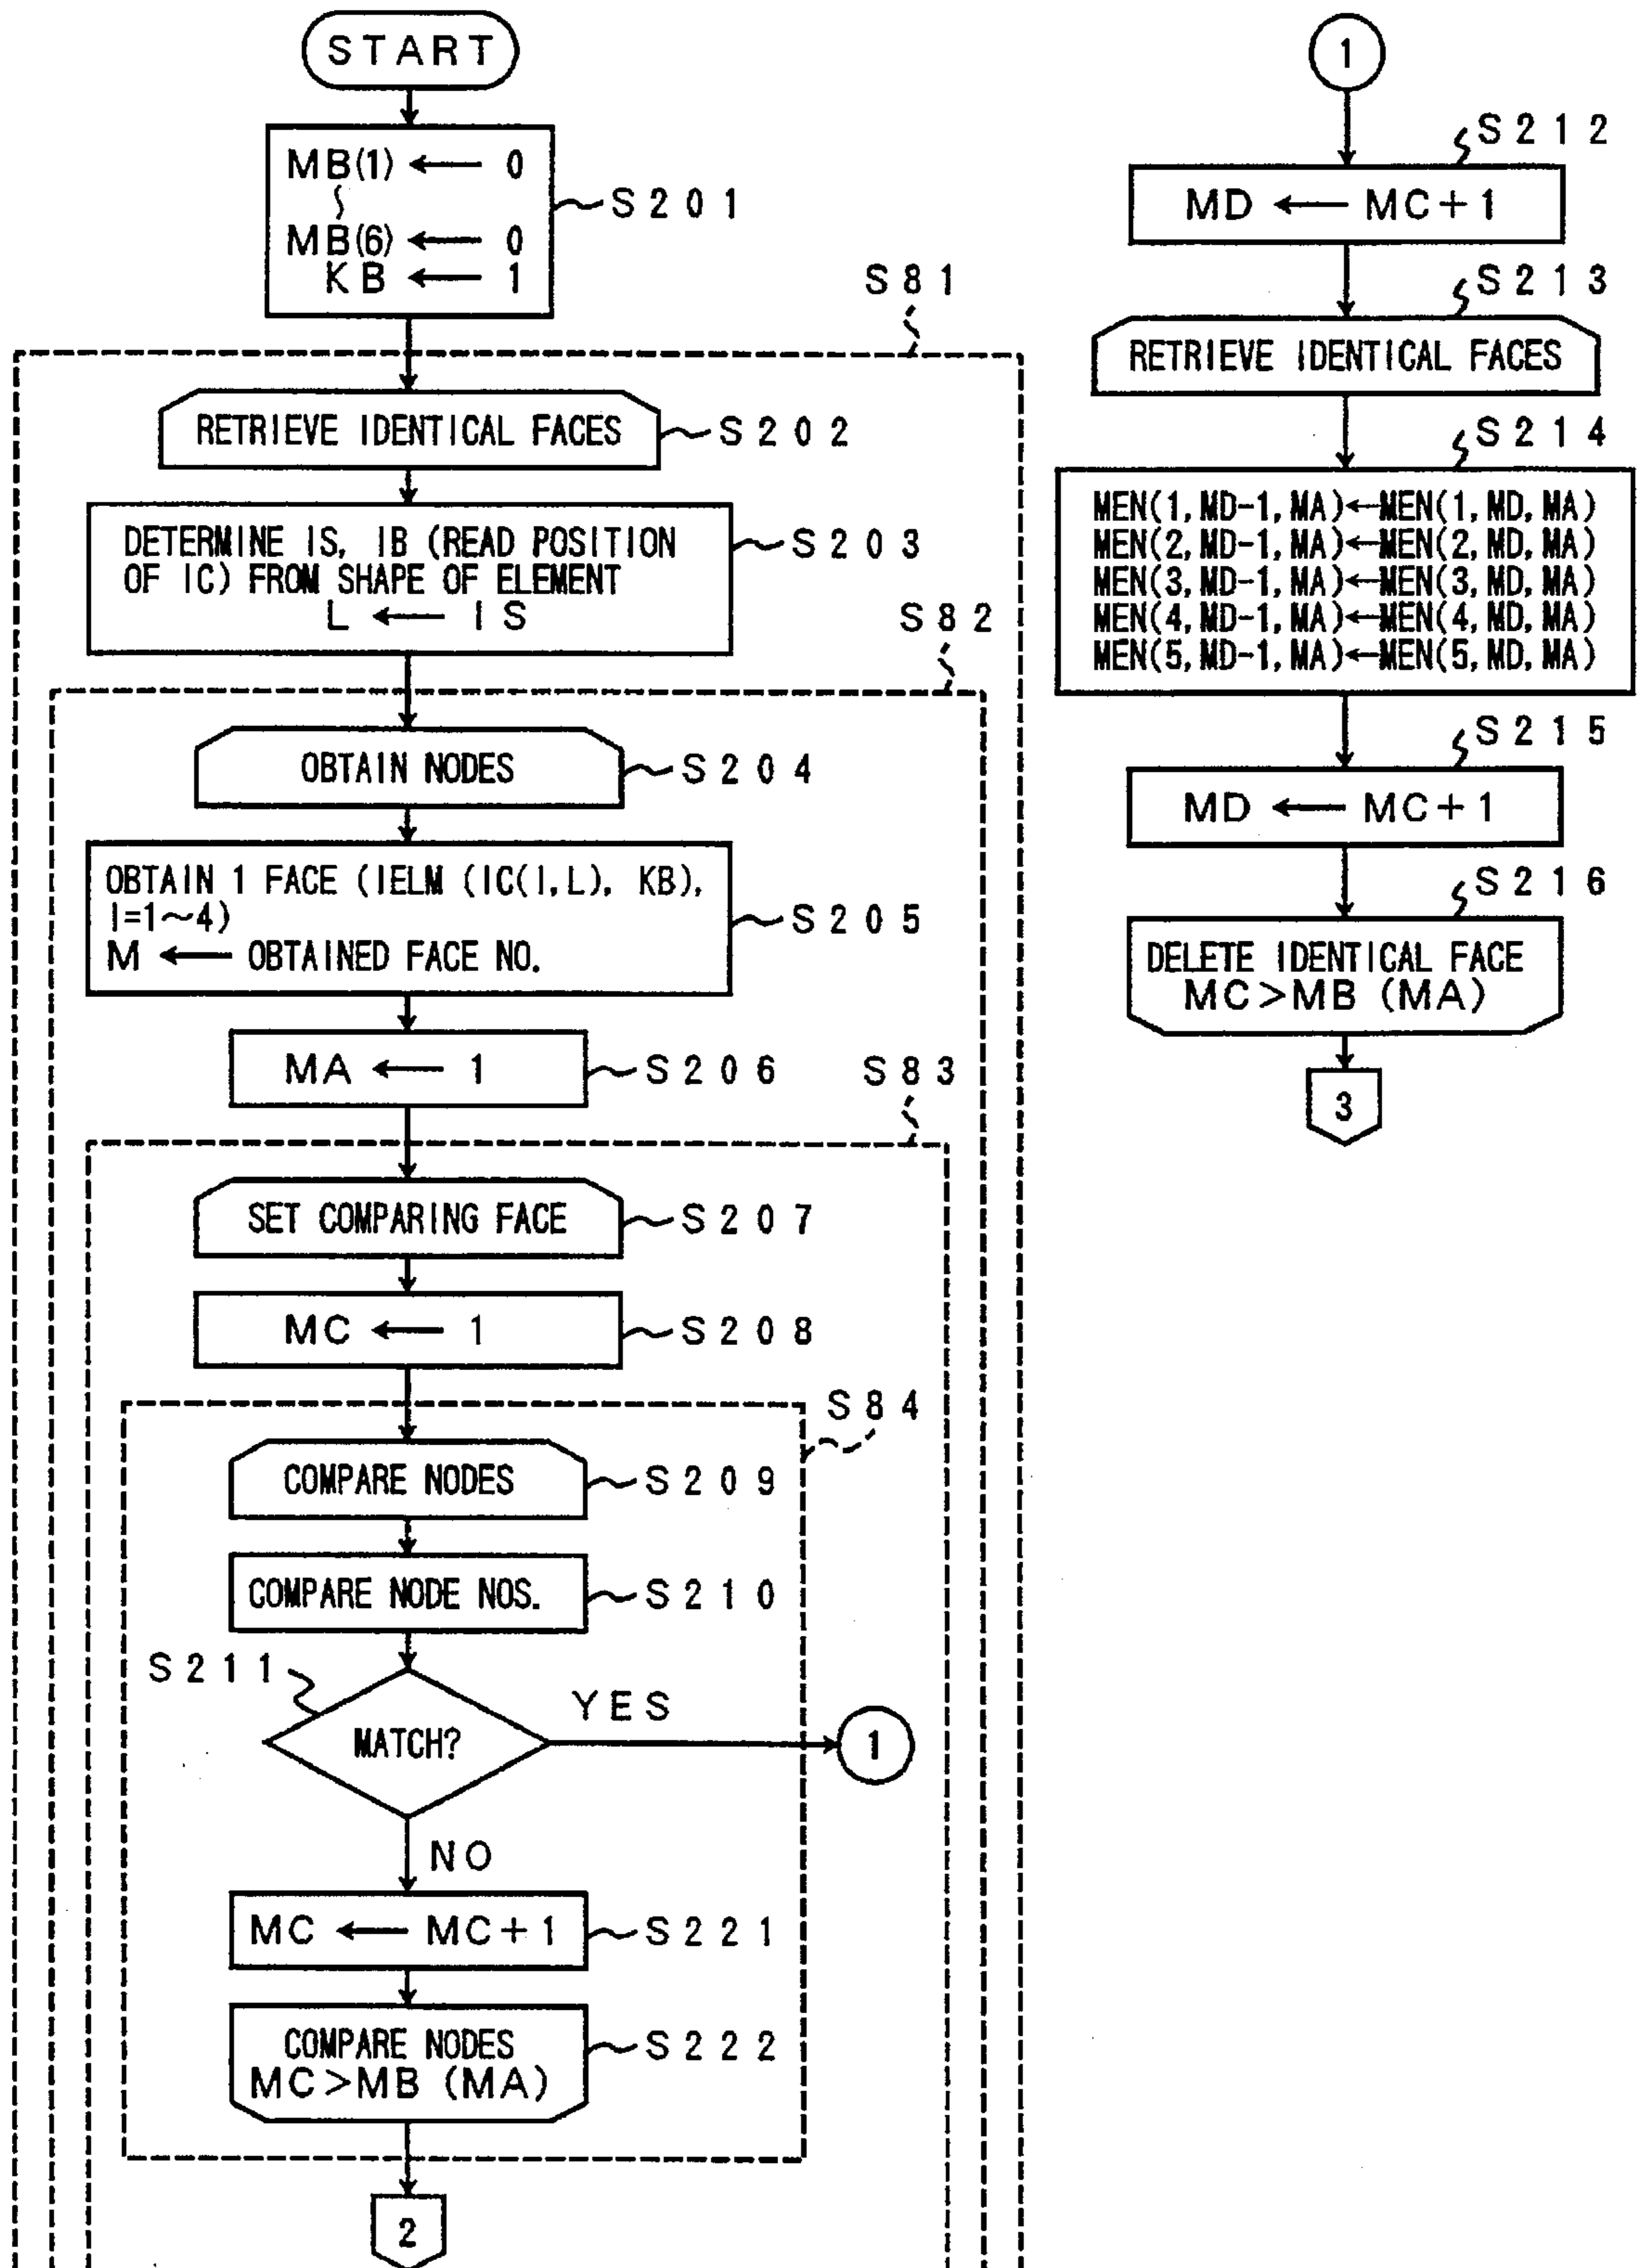 START
MB(1) ← 0
MB(6) ← 0
KB ← 1
S201
S81
RETRIEVE IDENTICAL FACES
S202
DETERMINE IS, IB (READ POSITION
OF IC) FROM SHAPE OF ELEMENT
L ← IS
S203
S82
OBTAIN NODES
S204
OBTAIN 1 FACE (IELM (IC(I,L), KB),
I=1~4)
M ← OBTAINED FACE NO.
S205
MA ← 1
S206
S83
SET COMPARING FACE
S207
MC ← 1
S208
S84
COMPARE NODES
S209
COMPARE NODE NOS.
S210
S211
MATCH?
YES
1
NO
MC ← MC+1
S221
COMPARE NODES
MC>MB (MA)
S222
2
1
S212
MD ← MC+1
S213
RETRIEVE IDENTICAL FACES
S214
MEN(1,MD-1,MA)←MEN(1,MD,MA)
MEN(2,MD-1,MA)←MEN(2,MD,MA)
MEN(3,MD-1,MA)←MEN(3,MD,MA)
MEN(4,MD-1,MA)←MEN(4,MD,MA)
MEN(5,MD-1,MA)←MEN(5,MD,MA)
S215
MD ← MC+1
S216
DELETE IDENTICAL FACE
MC>MB (MA)
3